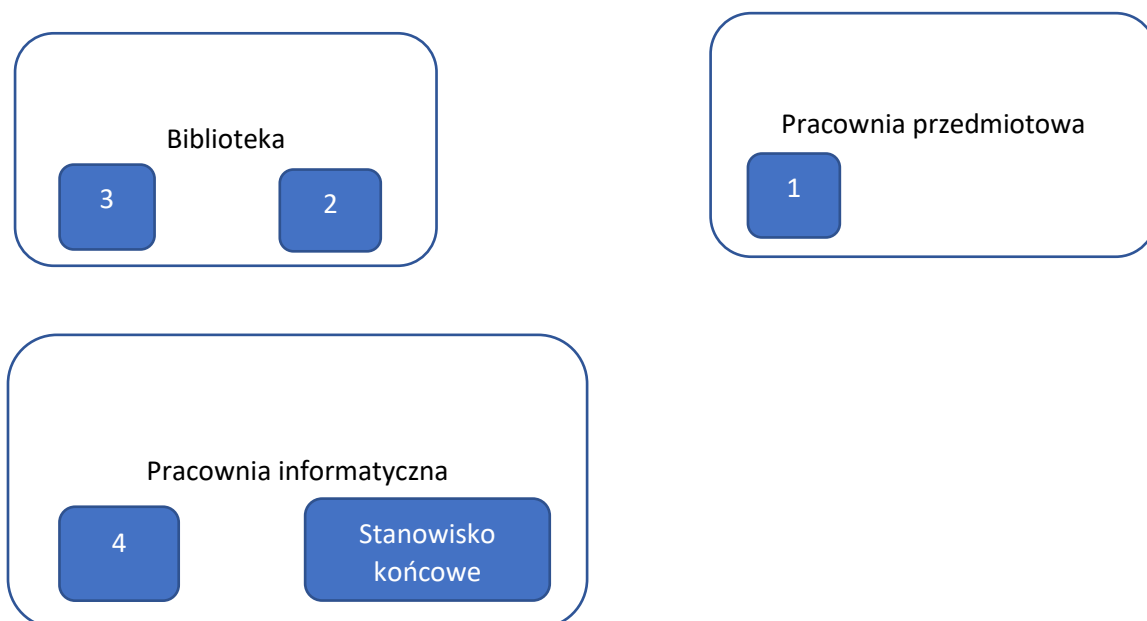 Biblioteka
3
2
Pracownia przedmiotowa
1
Pracownia informatyczna
4
Stanowisko
końcowe